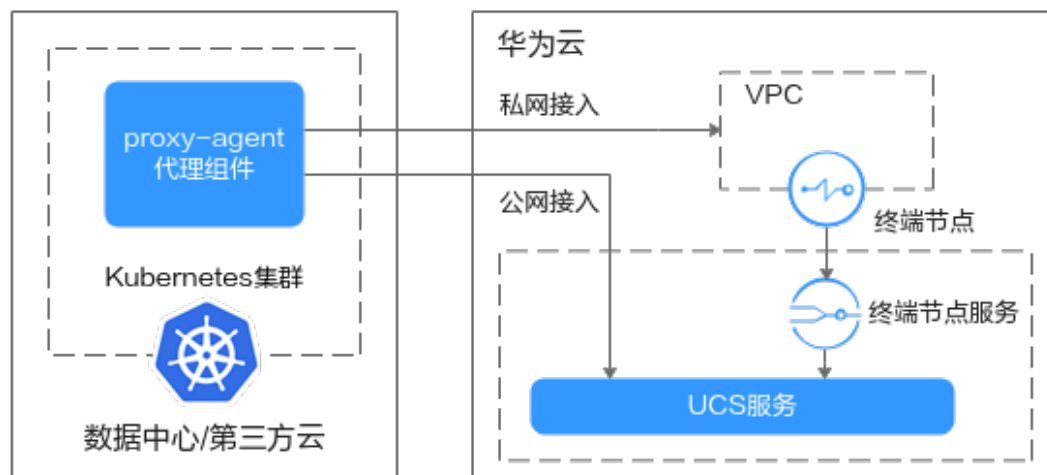 华为云
VPC
私网接入
proxy-agent
代理组件
公网接入
终端节点
Kubernetes集群
终端节点服务
UCS服务
数据中心/第三方云